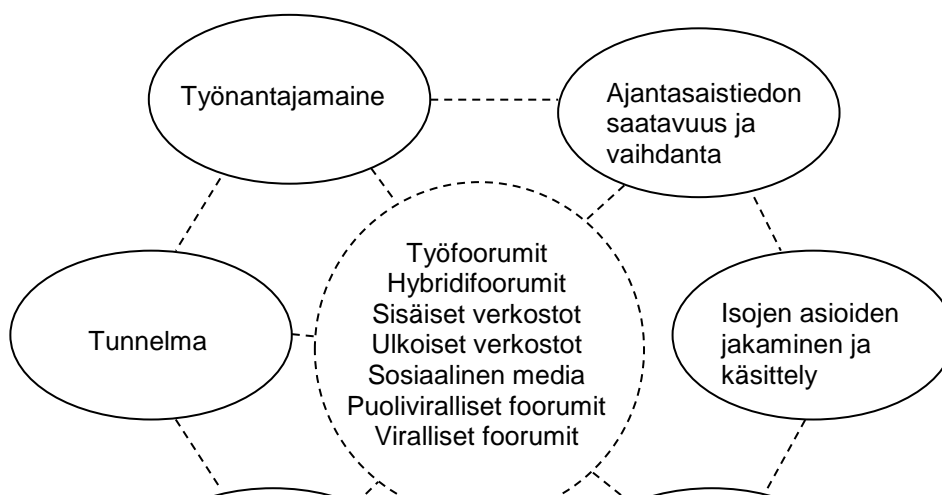 Työnantajamaine
Ajantasaistiedon
saatavuus ja
vaihdanta
Työfoorumit
Hybridifoorumit
Sisäiset verkostot
Ulkoiset verkostot
Sosiaalinen media
Puoliviralliset foorumit
Viralliset foorumit
Tunnelma
Isojen asioiden
jakaminen ja
käsittely